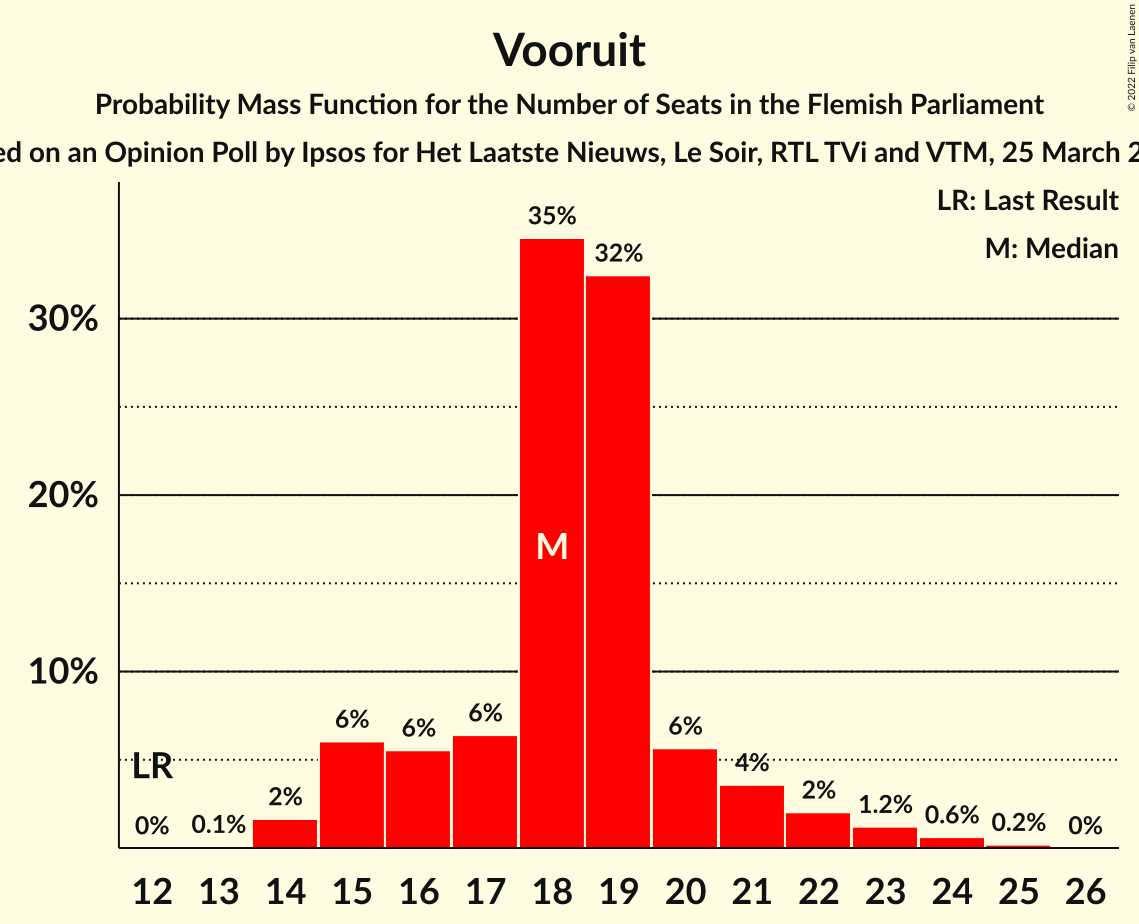 Vooruit
Probability Mass Function for the Number of Seats in the Flemish Parliament
ed on an Opinion Poll by Ipsos for Het Laatste Nieuws, Le Soir, RTL TVi and VTM, 25 March 2
© 2022 Filip van Laenen
LR: Last Result
M: Median
35%
32%
30%
20%
M
10%
6%
6%
6%
6%
4%
LR
2%
2%
1.2%
0.6%
0.2%
0%
0.1%
0%
12 13 14 15 16 17 18 19 20 21 22 23 24 25 26